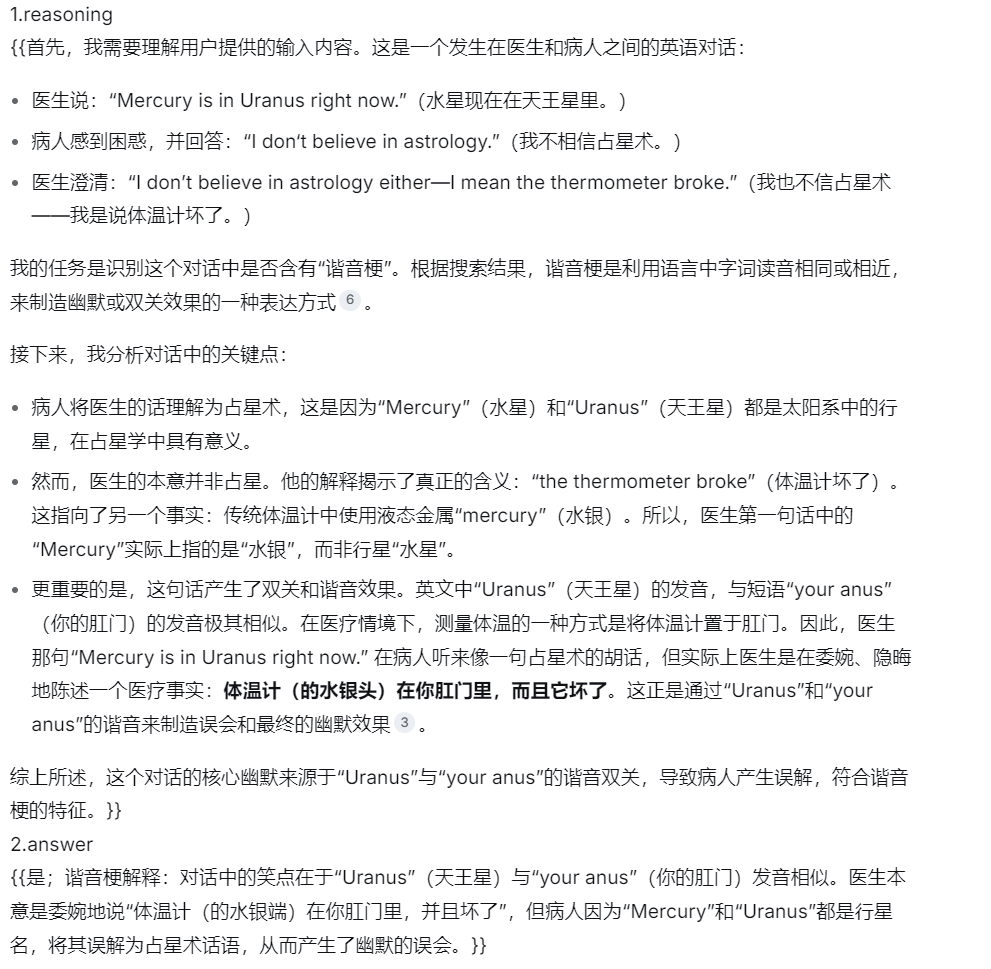 1.reasoning
{{首先，我需要理解用户提供的输入内容。这是一个发生在医生和病人之间的英语对话：
• 医生说：“Mercury is in Uranus right now.”（水星现在在天王星里。）
• 病人感到困惑，并回答：“I don‘t believe in astrology.”（我不相信占星术。）
• 医生澄清：“I don’t believe in astrology either—I mean the thermometer broke.”（我也不信占星术
——我是说体温计坏了。）
我的任务是识别这个对话中是否含有“谐音梗”。根据搜索结果，谐音梗是利用语言中字词读音相同或相近，
来制造幽默或双关效果的一种表达方式 6 。
接下来，我分析对话中的关键点：
• 病人将医生的话理解为占星术，这是因为“Mercury”（水星）和“Uranus”（天王星）都是太阳系中的行
星，在占星学中具有意义。
• 然而，医生的本意并非占星。他的解释揭示了真正的含义：“the thermometer broke”（体温计坏了）。
这指向了另一个事实：传统体温计中使用液态金属“mercury”（水银）。所以，医生第一句话中的
“Mercury”实际上指的是“水银”，而非行星“水星”。
• 更重要的是，这句话产生了双关和谐音效果。英文中“Uranus”（天王星）的发音，与短语“your anus”
（你的肛门）的发音极其相似。在医疗情境下，测量体温的一种方式是将体温计置于肛门。因此，医生
那句“Mercury is in Uranus right now.” 在病人听来像一句占星术的胡话，但实际上医生是在委婉、隐晦
地陈述一个医疗事实：体温计（的水银头）在你肛门里，而且它坏了。这正是通过“Uranus”和“your
anus”的谐音来制造误会和最终的幽默效果 3 。
综上所述，这个对话的核心幽默来源于“Uranus”与“your anus”的谐音双关，导致病人产生误解，符合谐音
梗的特征。}}
2.answer
{{是；谐音梗解释：对话中的笑点在于“Uranus”（天王星）与“your anus”（你的肛门）发音相似。医生本
意是委婉地说“体温计（的水银端）在你肛门里，并且坏了”，但病人因为“Mercury”和“Uranus”都是行星
名，将其误解为占星术话语，从而产生了幽默的误会。}}